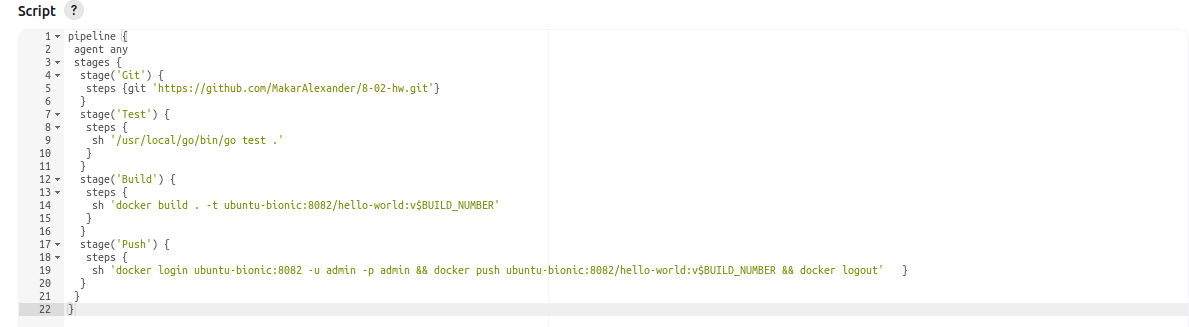 Script ?
1 pipeline {
2  agent any
3  stages {
4   stage('Git') {
5    steps {git 'https://github.com/MakarAlexander/8-02-hw.git'}
6   }
7   stage('Test') {
8    steps {
9     sh '/usr/local/go/bin/go test .'
10    }
11   }
12   stage('Build') {
13    steps {
14     sh 'docker build . -t ubuntu-bionic:8082/hello-world:v$BUILD_NUMBER'
15    }
16   }
17   stage('Push') {
18    steps {
19     sh 'docker login ubuntu-bionic:8082 -u admin -p admin && docker push ubuntu-bionic:8082/hello-world:v$BUILD_NUMBER && docker logout'   }
20   }
21  }
22 }